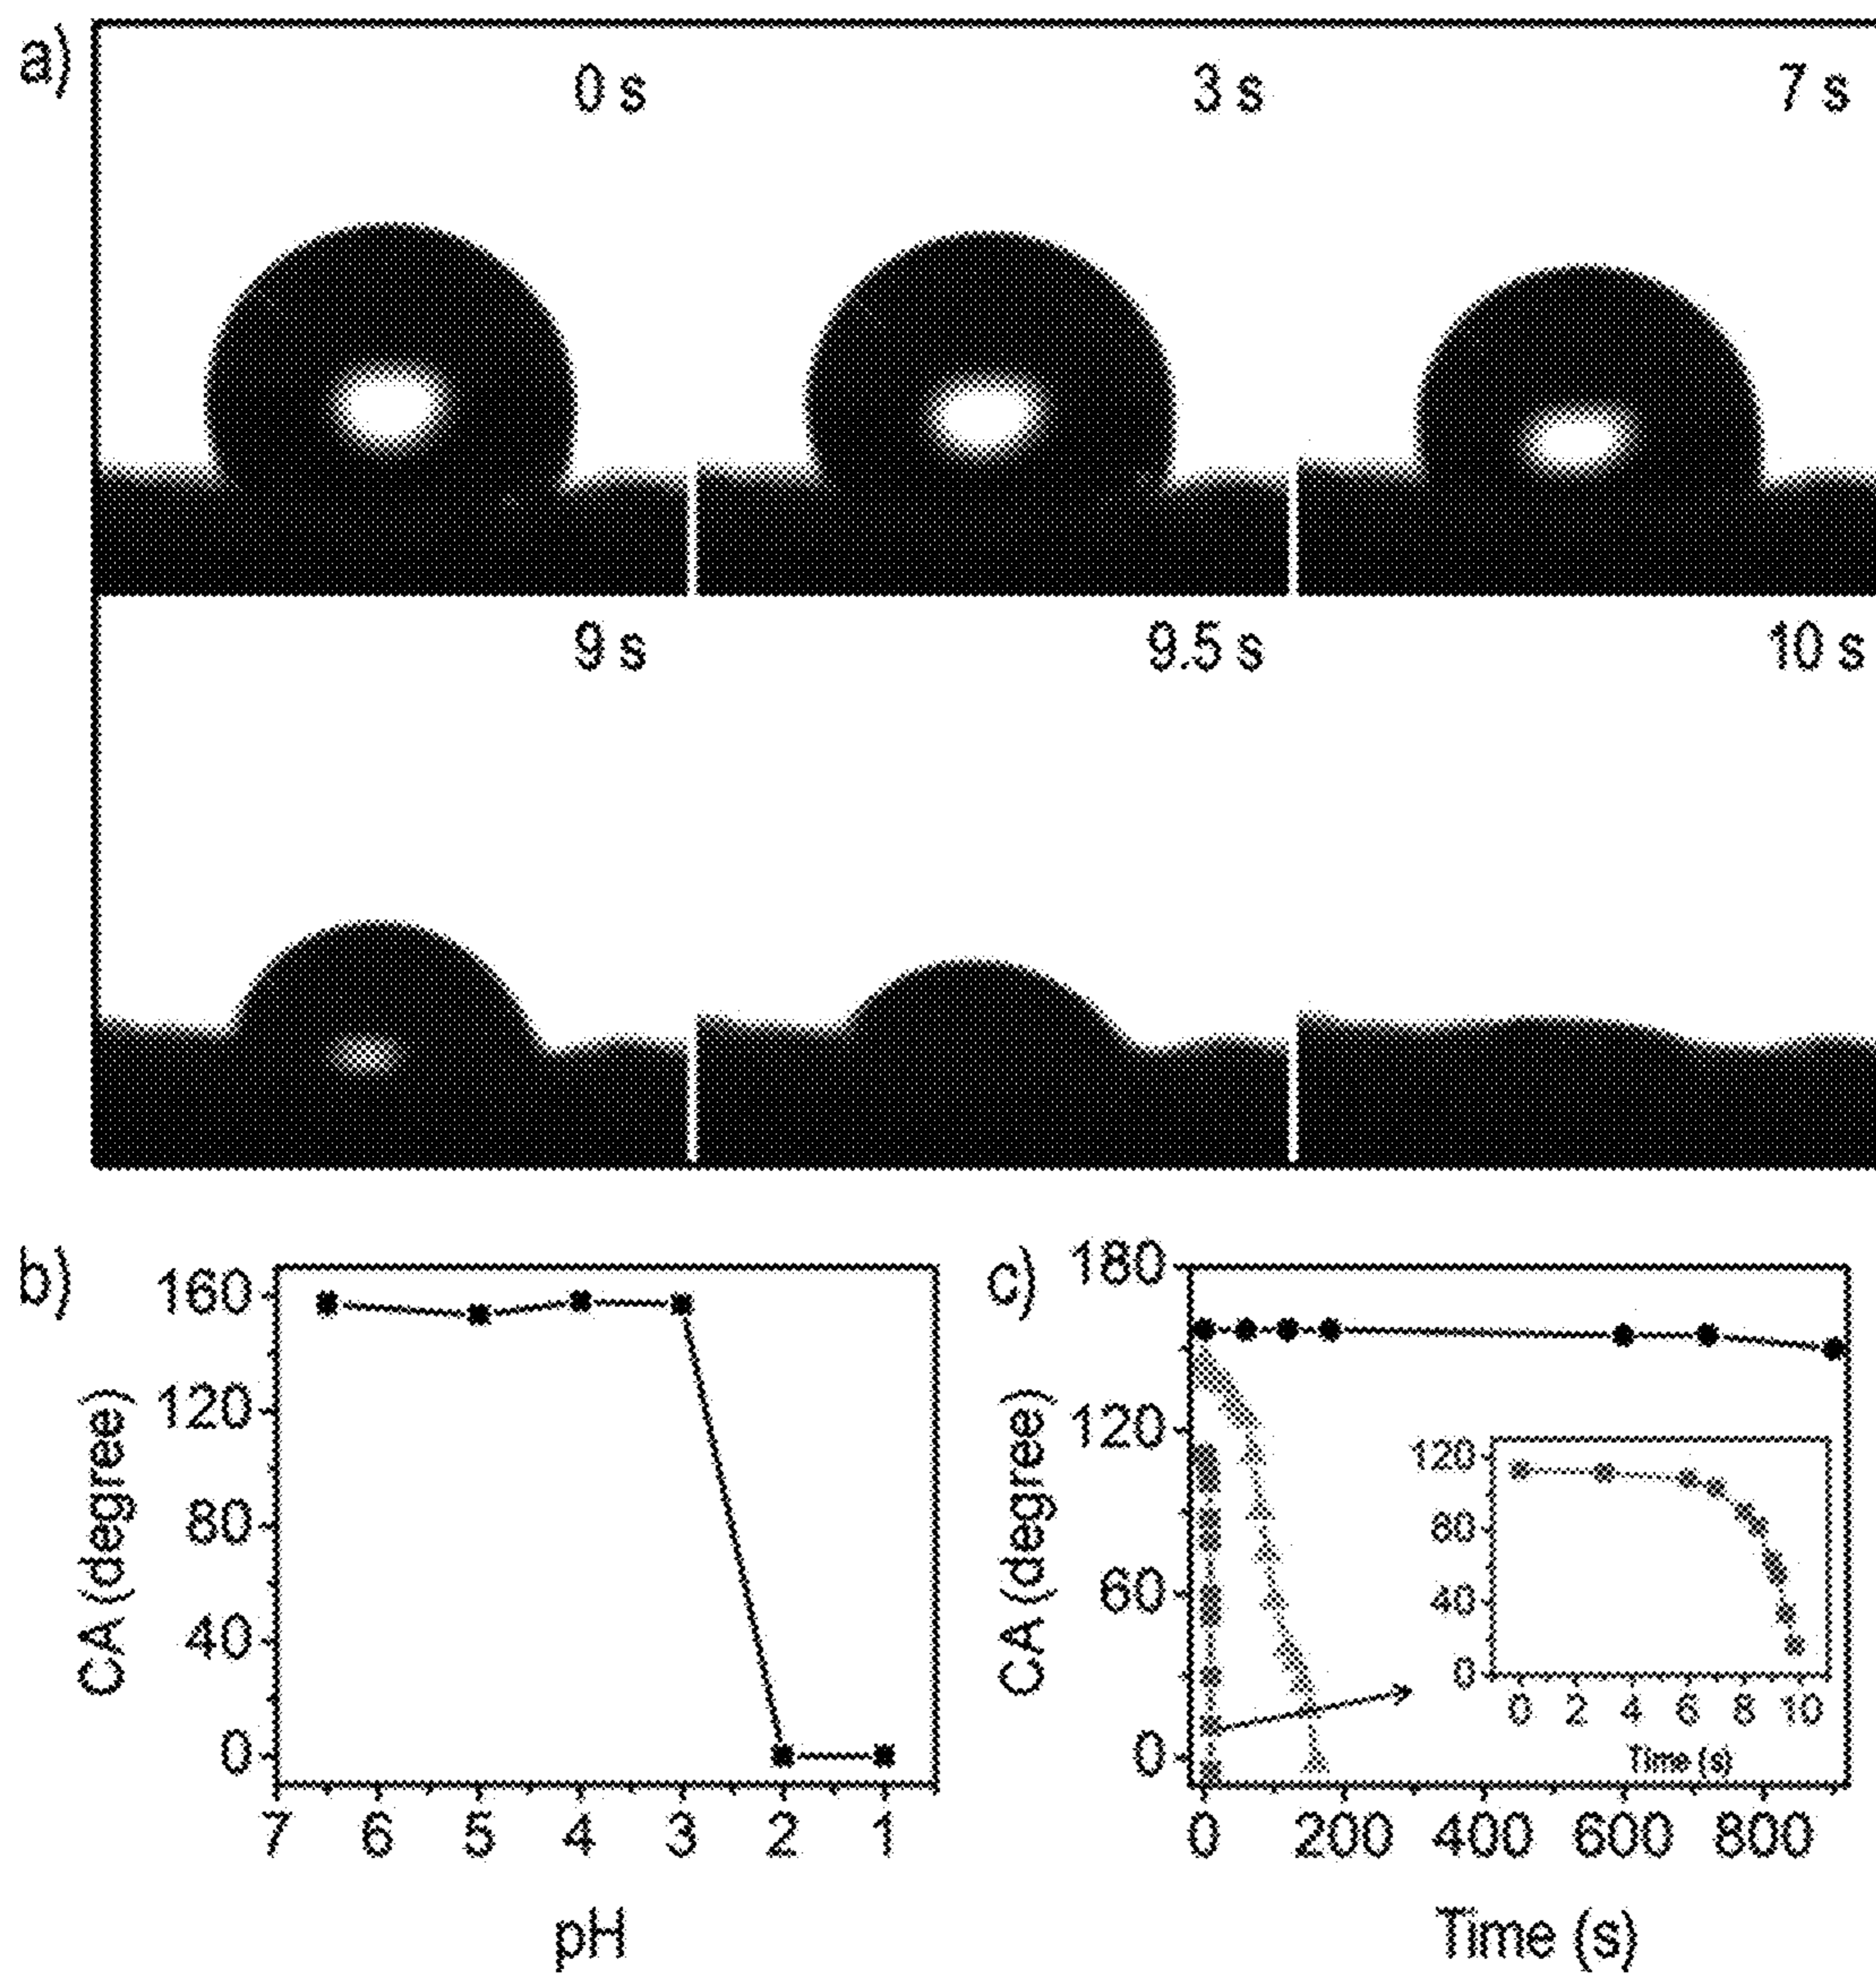 a)
0 s
3 s
7 s
9 s
9.5 s
10 s
b)
160
120
80
40
0
CA (degree)
7 6 5 4 3 2 1
pH
c)
180
120
60
0
CA (degree)
0 200 400 600 800
Time (s)
120
80
40
0
0 2 4 6 8 10
Time (s)